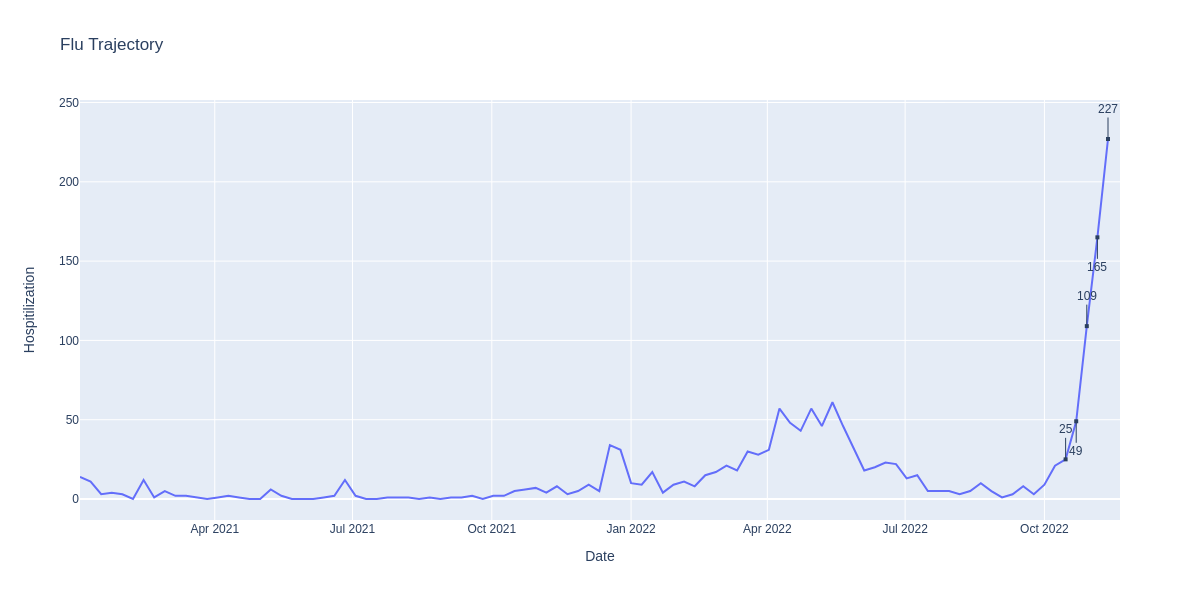 Flu Trajectory
250
200
150
100
50
0
Hospitilization
227
165
109
25
49
Apr 2021
Jul 2021
Oct 2021
Jan 2022
Apr 2022
Jul 2022
Oct 2022
Date